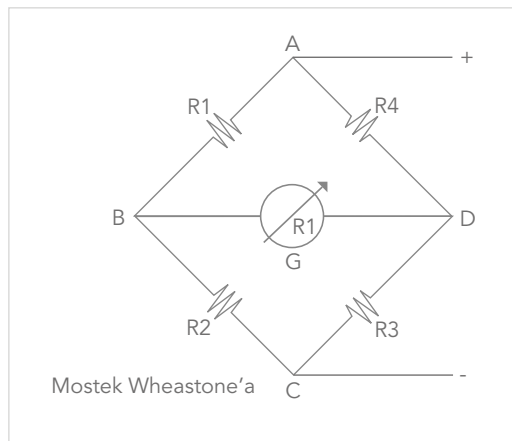 A
+
R1
R4
B
R1
D
G
R2
R3
Mostek Wheastone'a
C
-